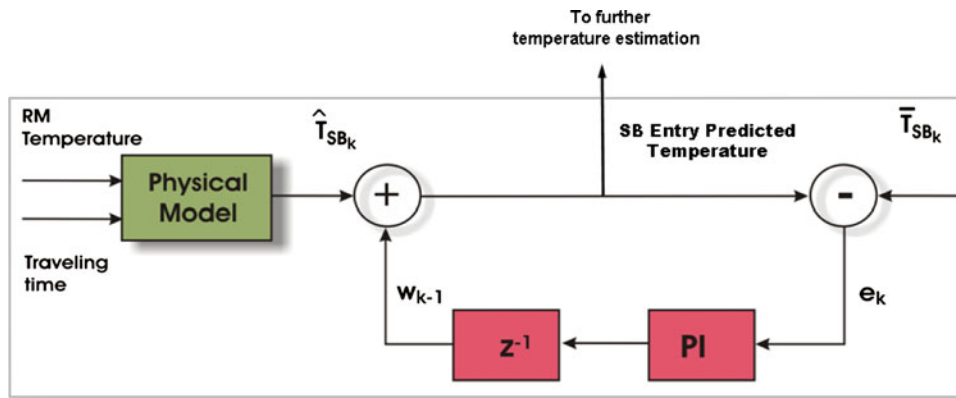 To further
temperature estimation
RM
Temperature
T̂SBk
SB Entry Predicted
Temperature
T̅SBk
Physical
Model
+
-
Traveling
time
wk-1
ek
z-1
PI